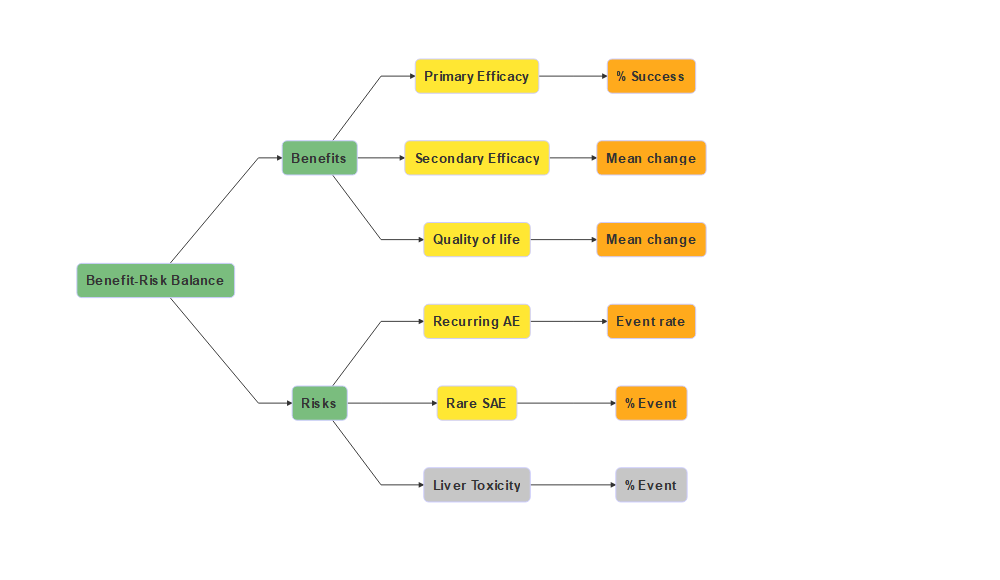 Primary Efficacy
% Success
Benefits
Secondary Efficacy
Mean change
Quality of life
Mean change
Benefit-Risk Balance
Recurring AE
Event rate
Risks
Rare SAE
% Event
Liver Toxicity
% Event